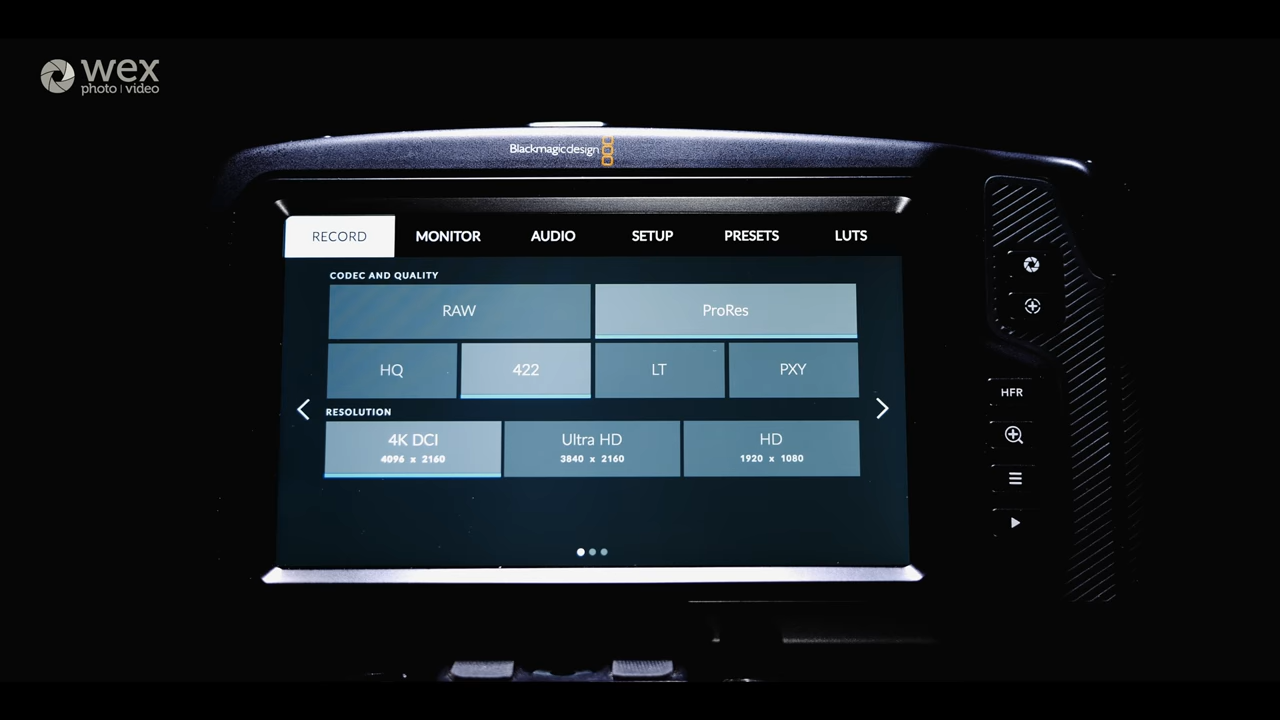 wex
photo | video
Blackmagicdesign
RECORD MONITOR AUDIO SETUP PRESETS LUTS
CODEC AND QUALITY
RAW ProRes
HQ 422 LT PXY
RESOLUTION
4K DCI Ultra HD HD
4096 x 2160 3840 x 2160 1920 x 1080
HFR